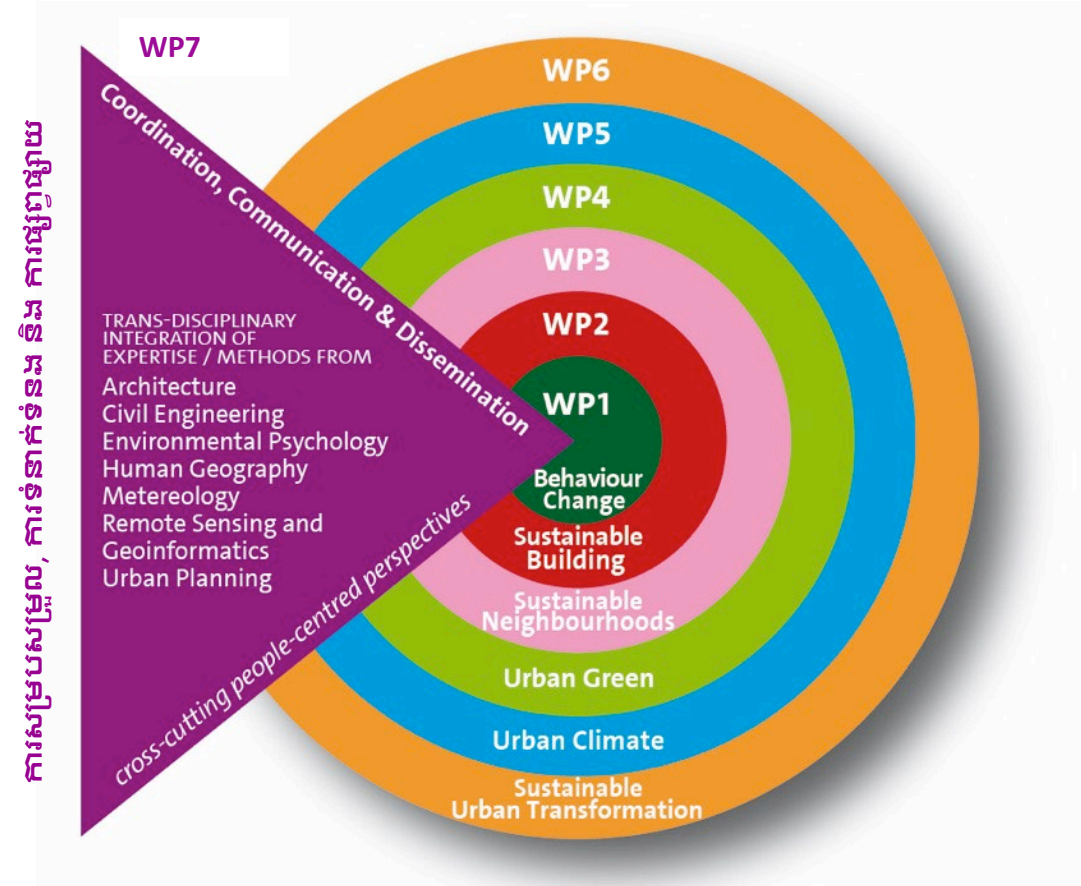 WP7
Coordination, Communication & Dissemination
TRANS-DISCIPLINARY
INTEGRATION OF
EXPERTISE / METHODS FROM
Architecture
Civil Engineering
Environmental Psychology
Human Geography
Metereology
Remote Sensing and
Geoinformatics
Urban Planning
cross-cutting people-centred perspectives
ការសម្របសម្រួល, ការទំនាក់ទំនង និង ការផ្សព្វផ្សាយ
WP6
WP5
WP4
WP3
WP2
WP1
Behaviour
Change
Sustainable
Building
Sustainable
Neighbourhoods
Urban Green
Urban Climate
Sustainable
Urban Transformation